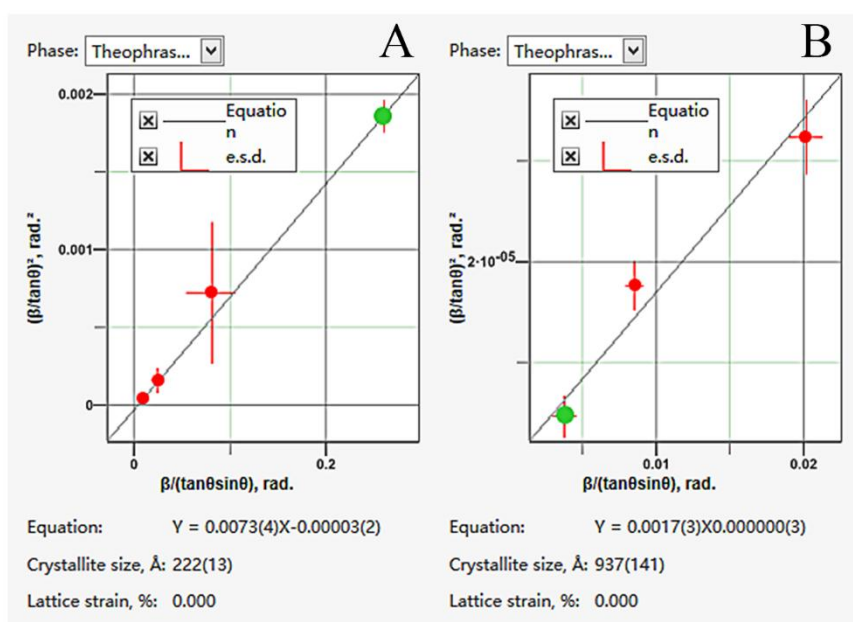 A
Phase: Theophras...
Equatio
n
e.s.d.
0.002
0.001
0
(β/tanθ)², rad.²
0
0.2
β/(tanθsinθ), rad.
Equation: Y = 0.0073(4)X-0.00003(2)
Crystallite size, Å: 222(13)
Lattice strain, %: 0.000
B
Phase: Theophras...
Equatio
n
e.s.d.
2·10⁻⁰⁵
(β/tanθ)², rad.²
0.01
0.02
β/(tanθsinθ), rad.
Equation: Y = 0.0017(3)X0.000000(3)
Crystallite size, Å: 937(141)
Lattice strain, %: 0.000